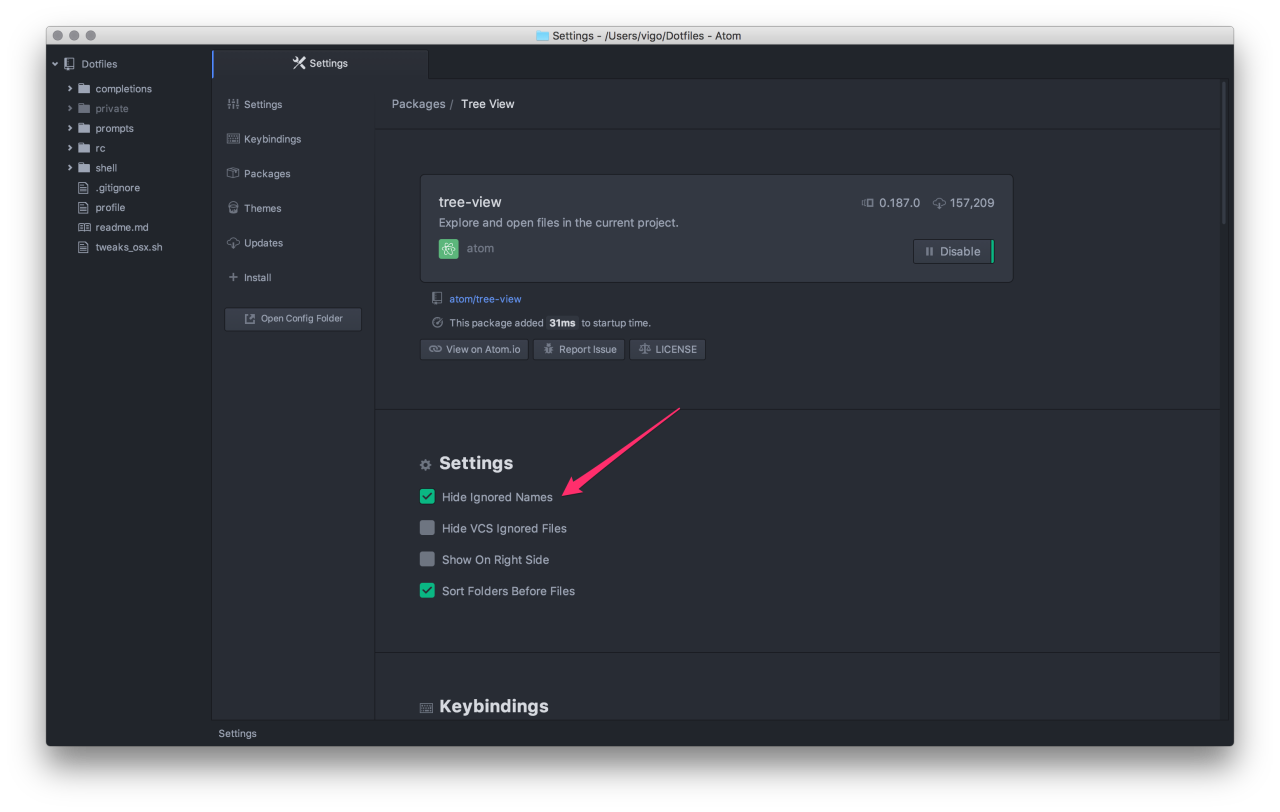 Settings - /Users/vigo/Dotfiles - Atom
Dotfiles
completions
private
prompts
rc
shell
.gitignore
profile
readme.md
tweaks_osx.sh
Settings
Settings
Keybindings
Packages
Themes
Updates
Install
Open Config Folder
Packages / Tree View
tree-view
0.187.0 157,209
Explore and open files in the current project.
atom
Disable
atom/tree-view
This package added 31ms to startup time.
View on Atom.io Report Issue LICENSE
Settings
Hide Ignored Names
Hide VCS Ignored Files
Show On Right Side
Sort Folders Before Files
Keybindings
Settings